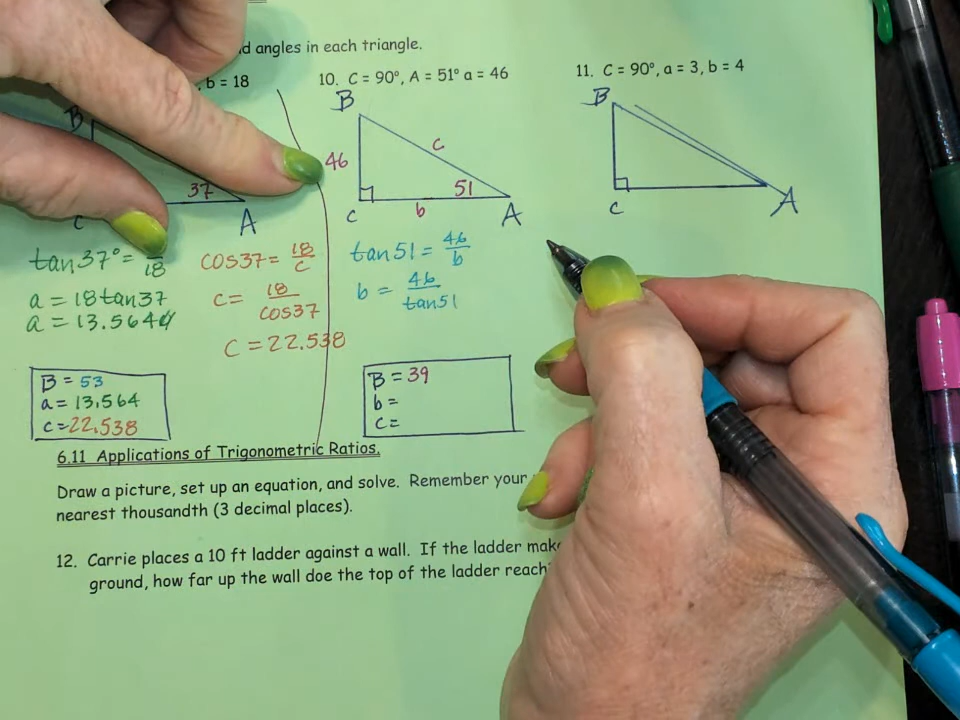 d angles in each triangle.
, b = 18
10. C = 90°, A = 51° a = 46
11. C = 90°, a = 3, b = 4
B
37
C
A
tan37° = /18
a = 18tan37
a = 13.564
cos37 = 18/c
c = 18/cos37
c = 22.538
B = 53
a = 13.564
c = 22.538
B
46
c
51
C
b
A
tan51 = 46/b
b = 46/tan51
B = 39
b =
c =
B
C
A
6.11 Applications of Trigonometric Ratios.
Draw a picture, set up an equation, and solve. Remember your
nearest thousandth (3 decimal places).
12. Carrie places a 10 ft ladder against a wall. If the ladder make
ground, how far up the wall doe the top of the ladder reach?